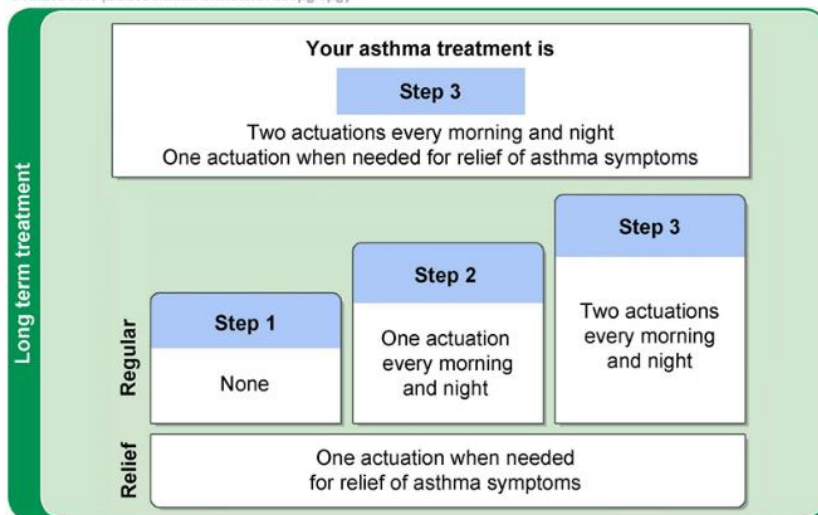 Your asthma treatment is
Step 3
Two actuations every morning and night
One actuation when needed for relief of asthma symptoms
Long term treatment
Regular
Step 1
None
Step 2
One actuation
every morning
and night
Step 3
Two actuations
every morning
and night
Relief
One actuation when needed
for relief of asthma symptoms